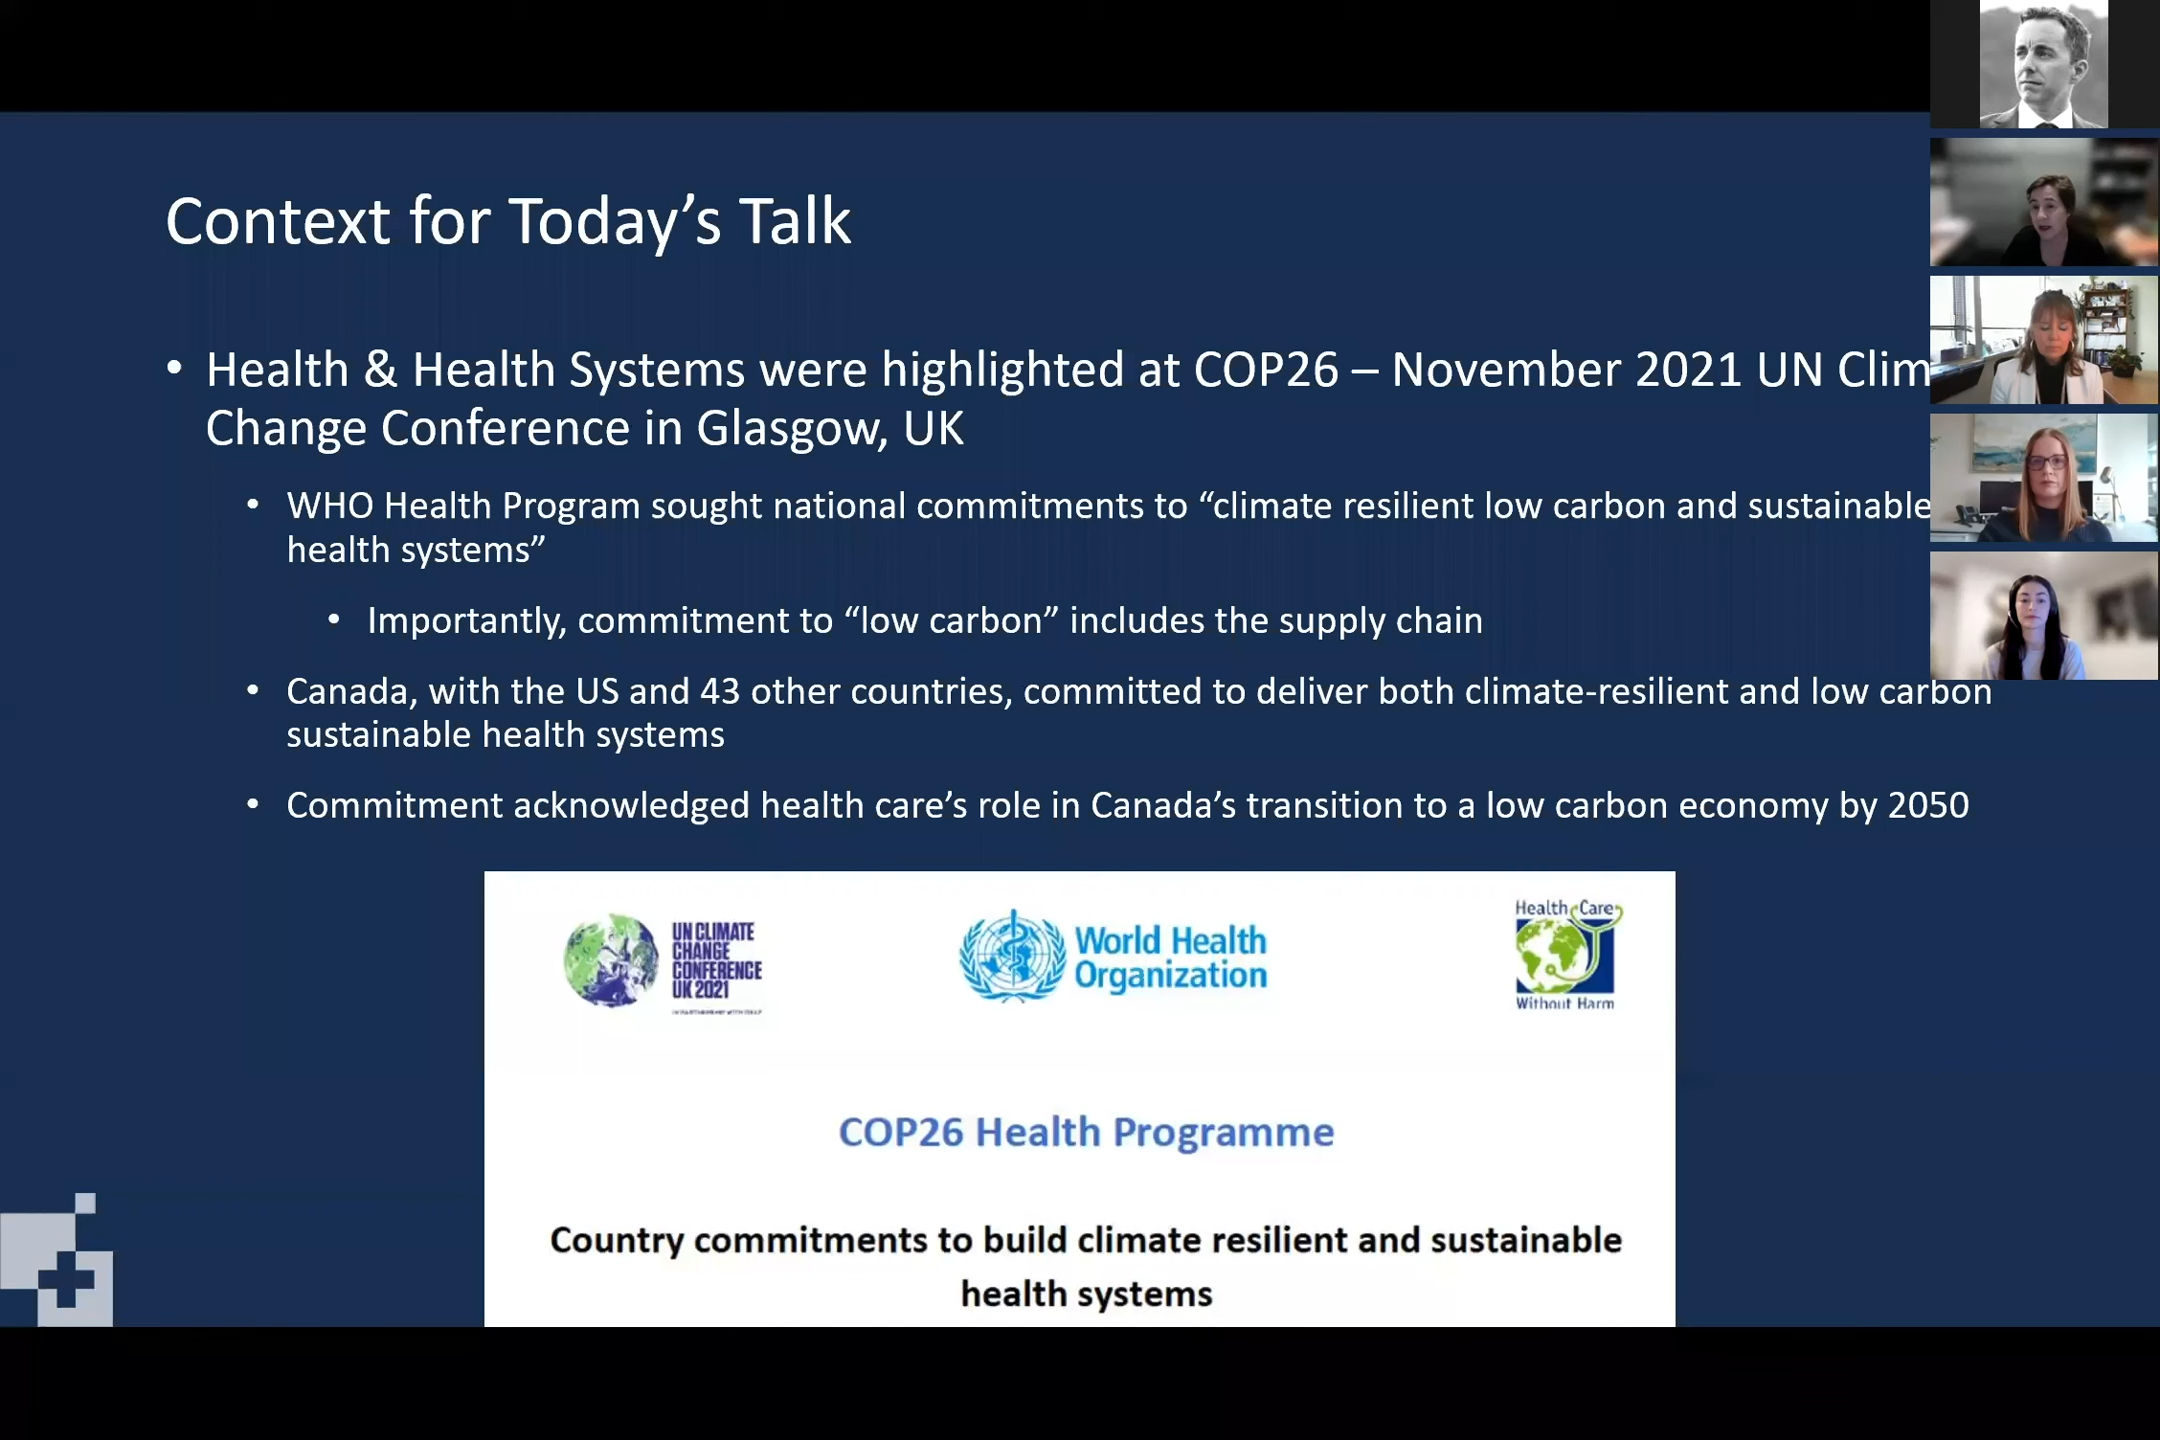 Context for Today’s Talk
• Health & Health Systems were highlighted at COP26 – November 2021 UN Clim
Change Conference in Glasgow, UK
• WHO Health Program sought national commitments to “climate resilient low carbon and sustainable
health systems”
• Importantly, commitment to “low carbon” includes the supply chain
• Canada, with the US and 43 other countries, committed to deliver both climate-resilient and low carbon
sustainable health systems
• Commitment acknowledged health care’s role in Canada’s transition to a low carbon economy by 2050
UN CLIMATE
CHANGE
CONFERENCE
UK 2021
World Health
Organization
Health Care
Without Harm
COP26 Health Programme
Country commitments to build climate resilient and sustainable
health systems